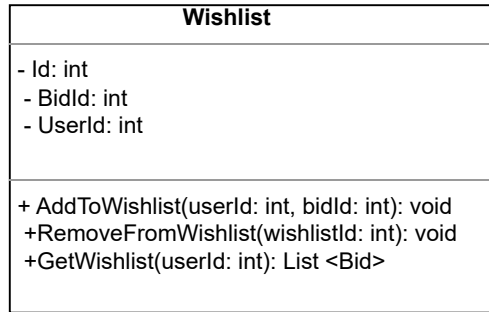 Wishlist
- Id: int
- BidId: int
- UserId: int
+ AddToWishlist(userId: int, bidId: int): void
+RemoveFromWishlist(wishlistId: int): void
+GetWishlist(userId: int): List <Bid>